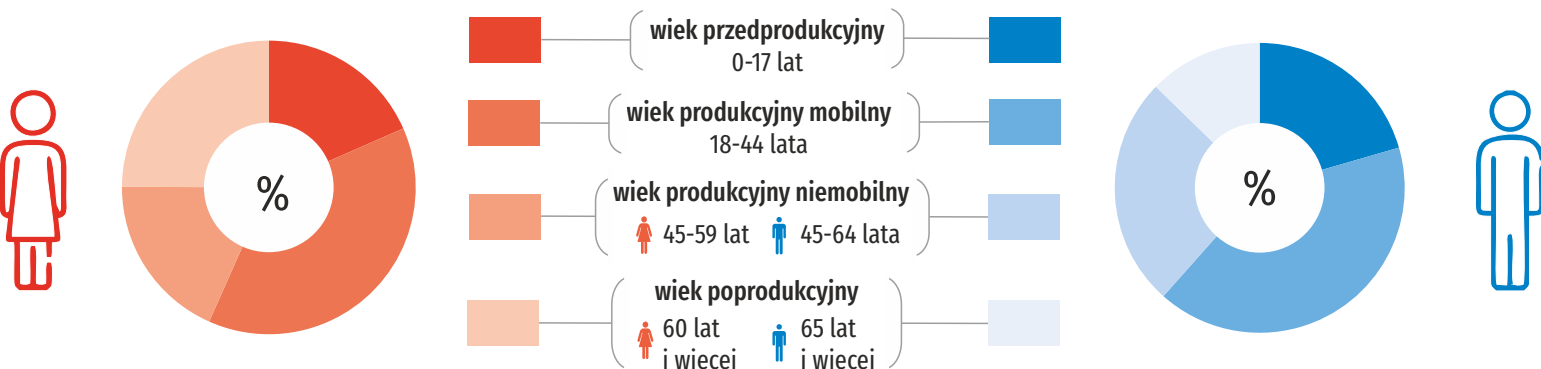 wiek przedprodukcyjny
0-17 lat
wiek produkcyjny mobilny
18-44 lata
wiek produkcyjny niemobilny
45-59 lat 45-64 lata
wiek poprodukcyjny
60 lat 65 lat
i więcej i więcej
%
%